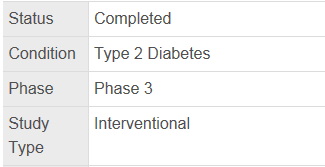 Status Completed
Condition Type 2 Diabetes
Phase Phase 3
Study Interventional
Type